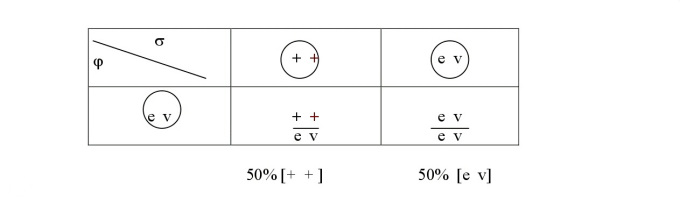 σ
φ
+ +
e v
e v
+ +
e v
e v
e v
50% [+ +]
50% [e v]